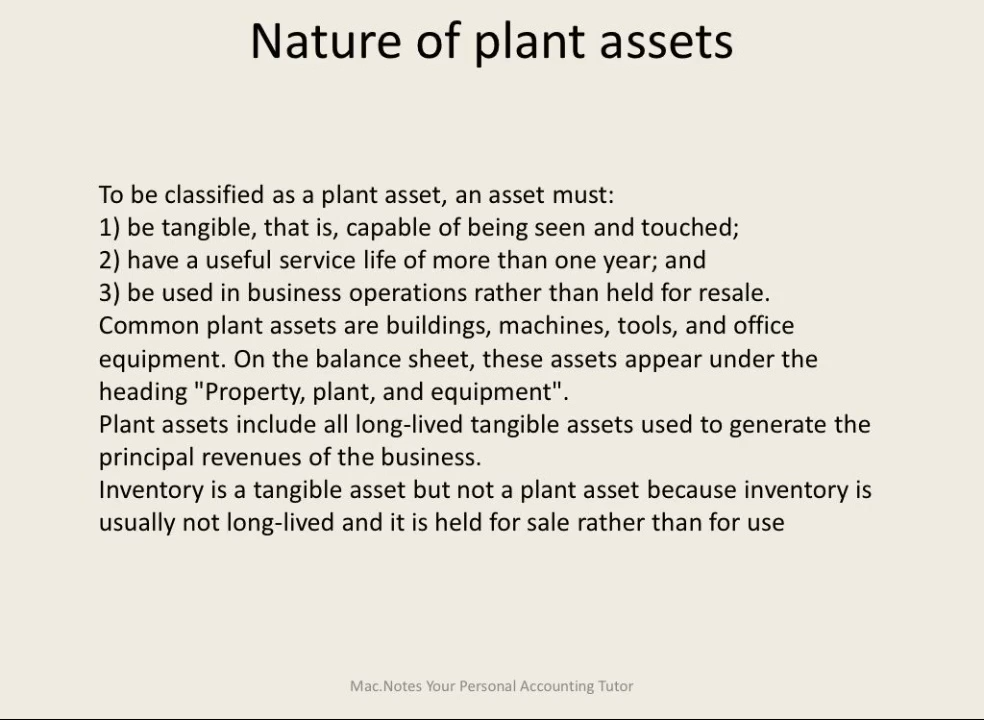 Nature of plant assets
To be classified as a plant asset, an asset must:
1) be tangible, that is, capable of being seen and touched;
2) have a useful service life of more than one year; and
3) be used in business operations rather than held for resale.
Common plant assets are buildings, machines, tools, and office
equipment. On the balance sheet, these assets appear under the
heading "Property, plant, and equipment".
Plant assets include all long-lived tangible assets used to generate the
principal revenues of the business.
Inventory is a tangible asset but not a plant asset because inventory is
usually not long-lived and it is held for sale rather than for use
Mac.Notes Your Personal Accounting Tutor